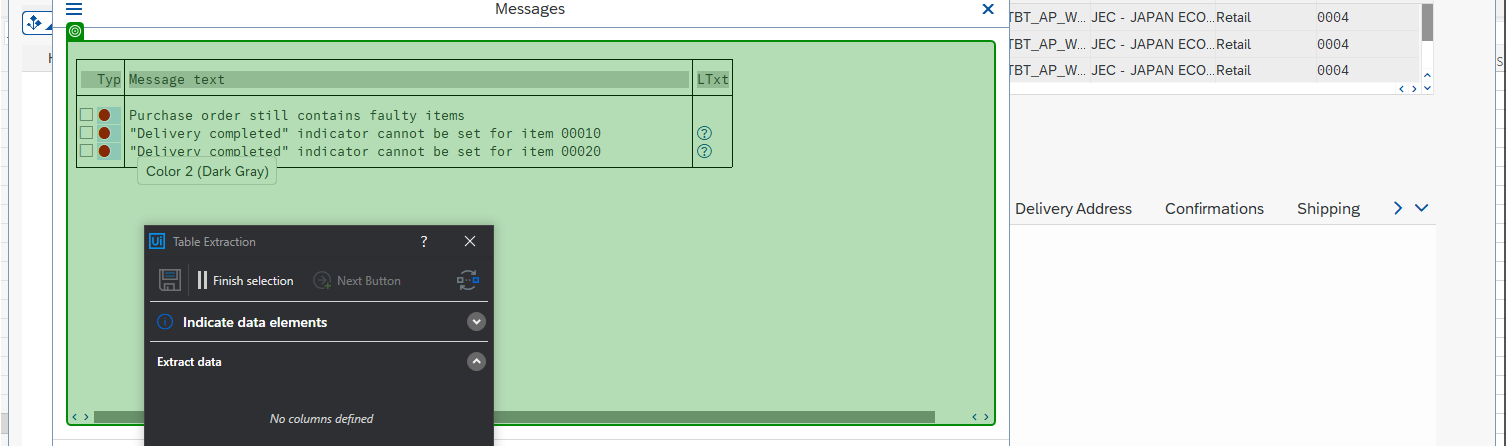 Messages
Typ Message text LTxt
Purchase order still contains faulty items
"Delivery completed" indicator cannot be set for item 00010
"Delivery completed" indicator cannot be set for item 00020
Color 2 (Dark Gray)
Ui Table Extraction ?
Finish selection Next Button
Indicate data elements
Extract data
No columns defined
TBT_AP_W... JEC - JAPAN ECO... Retail 0004
TBT_AP_W... JEC - JAPAN ECO... Retail 0004
TBT_AP_W... JEC - JAPAN ECO... Retail 0004
Delivery Address Confirmations Shipping